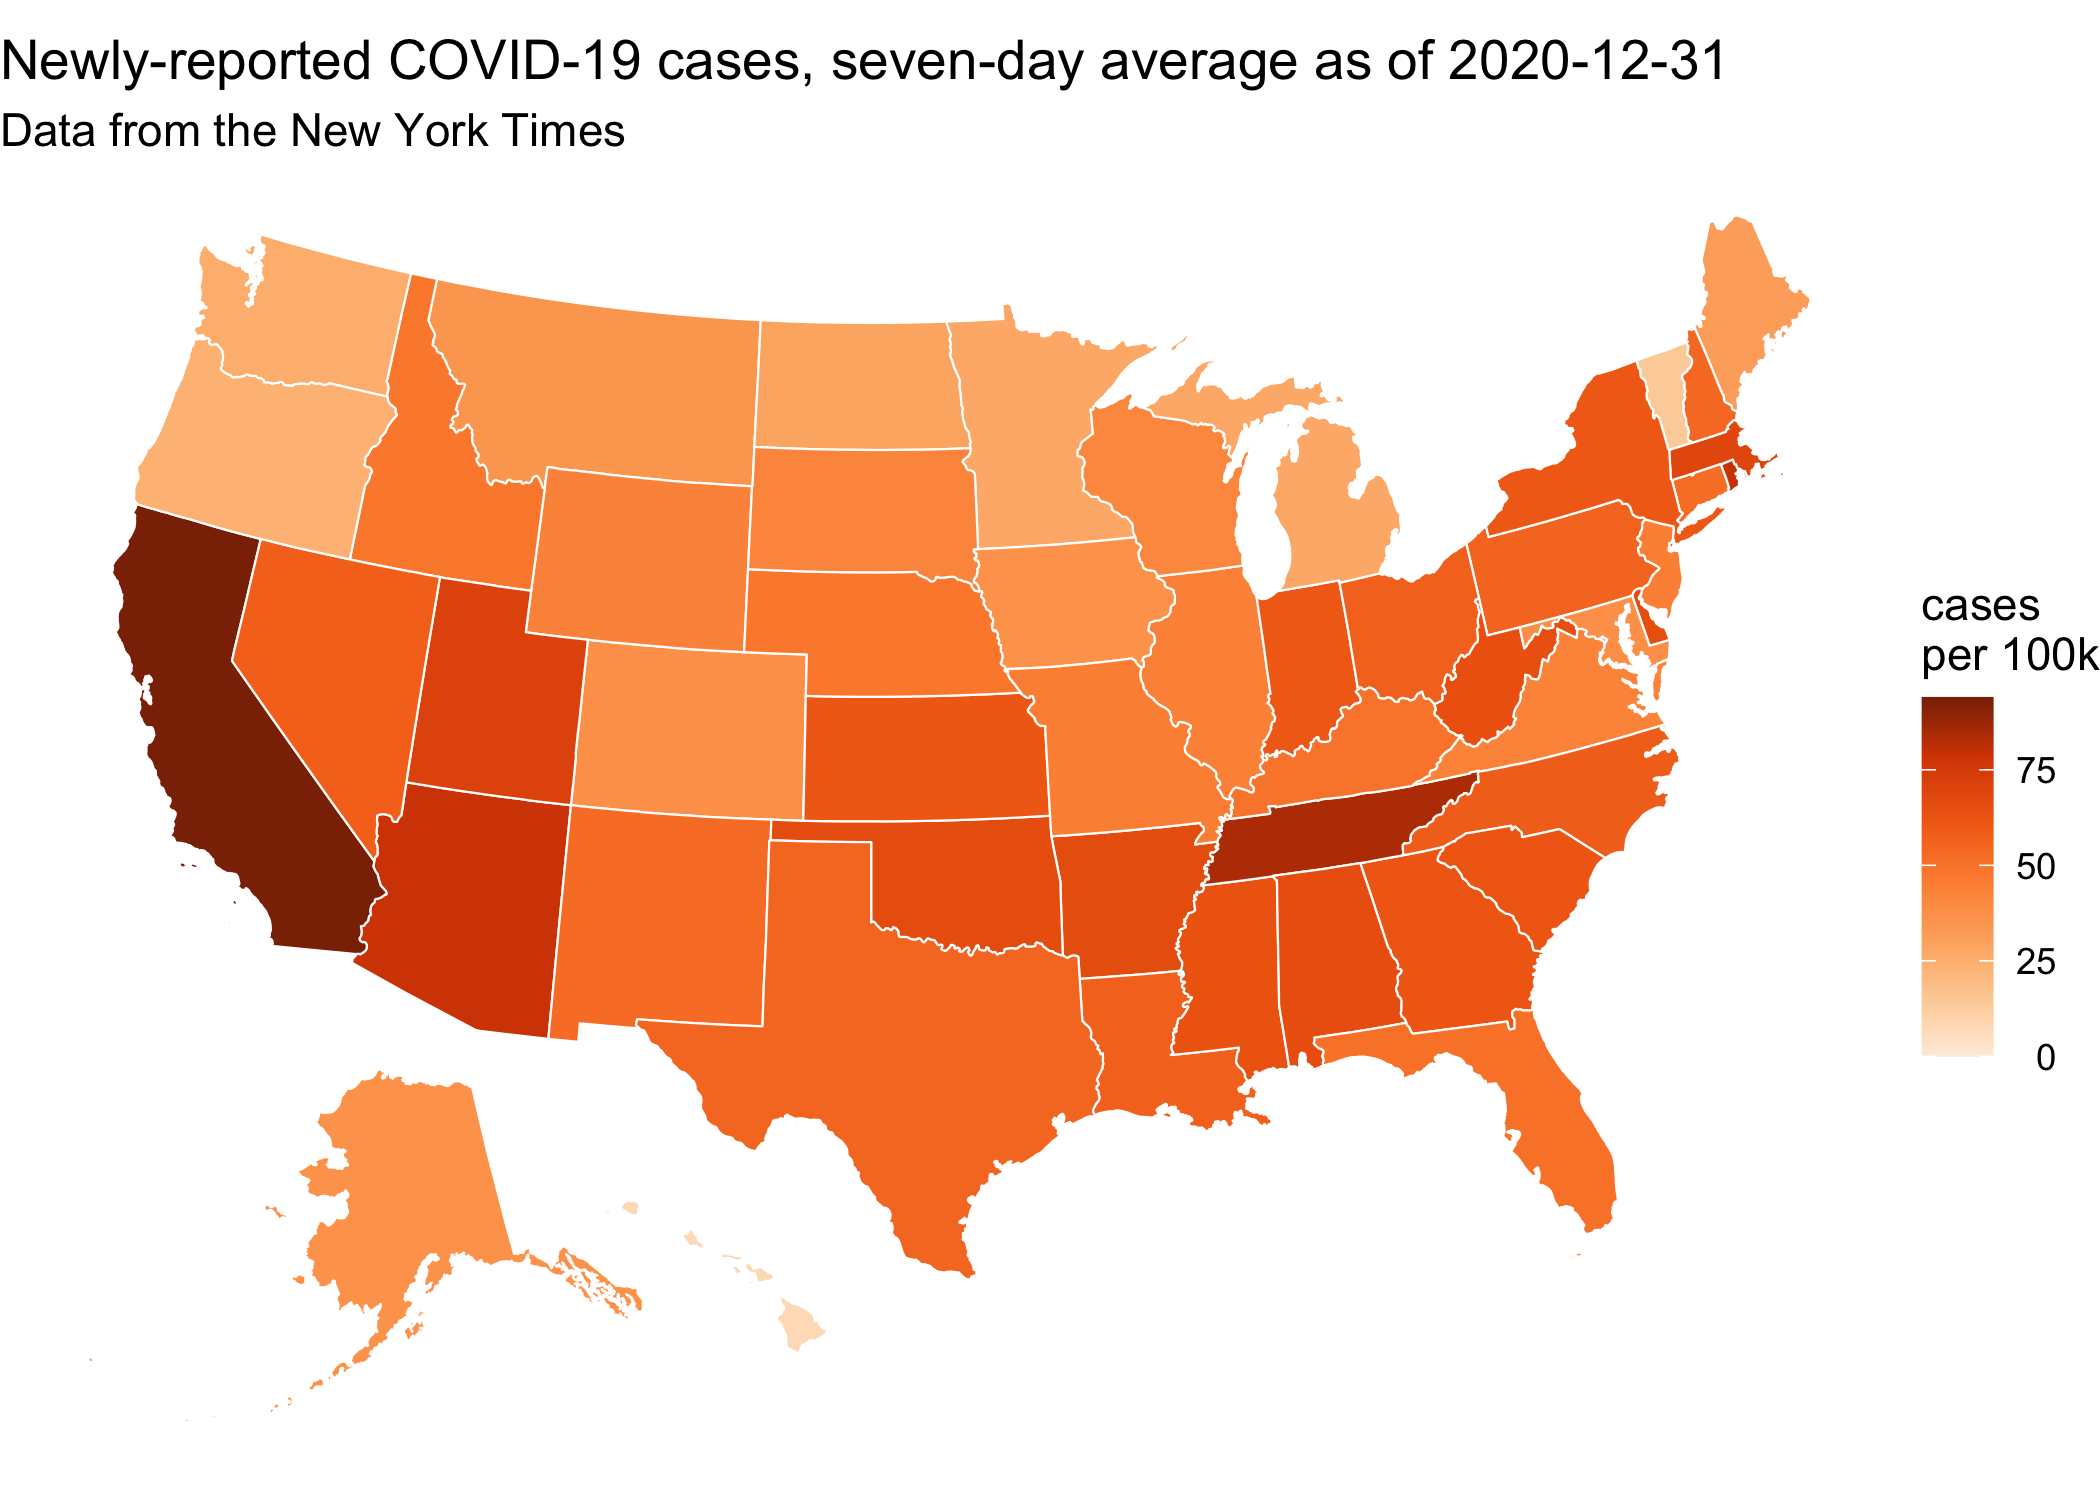 Newly-reported COVID-19 cases, seven-day average as of 2020-12-31
Data from the New York Times
cases
per 100k
75
50
25
0